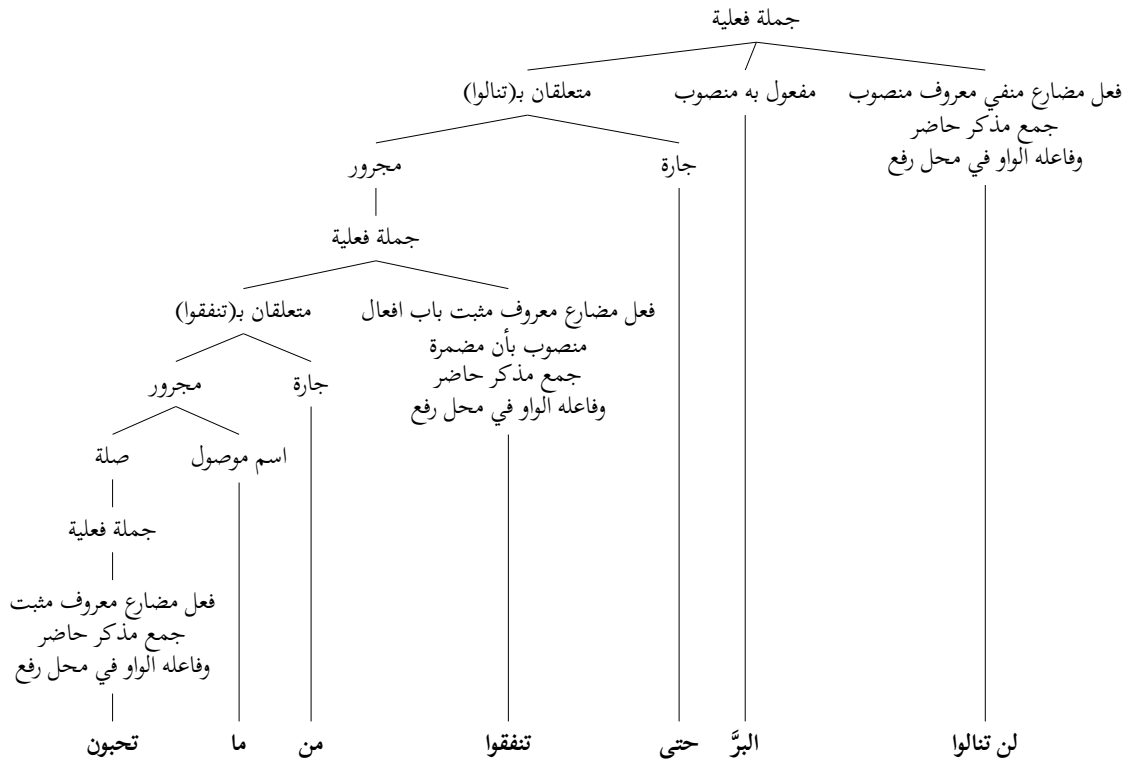 جملة فعلية
فعل مضارع منفي معروف منصوب
جمع مذكر حاضر
وفاعله الواو في محل رفع
مفعول به منصوب
متعلقان بـ(تنالوا)
جارة
مجرور
جملة فعلية
فعل مضارع معروف مثبت باب افعال
منصوب بأن مضمرة
جمع مذكر حاضر
وفاعله الواو في محل رفع
متعلقان بـ(تنفقوا)
جارة
مجرور
اسم موصول
صلة
جملة فعلية
فعل مضارع معروف مثبت
جمع مذكر حاضر
وفاعله الواو في محل رفع
لن تنالوا البرَّ حتى تنفقوا من ما تحبون